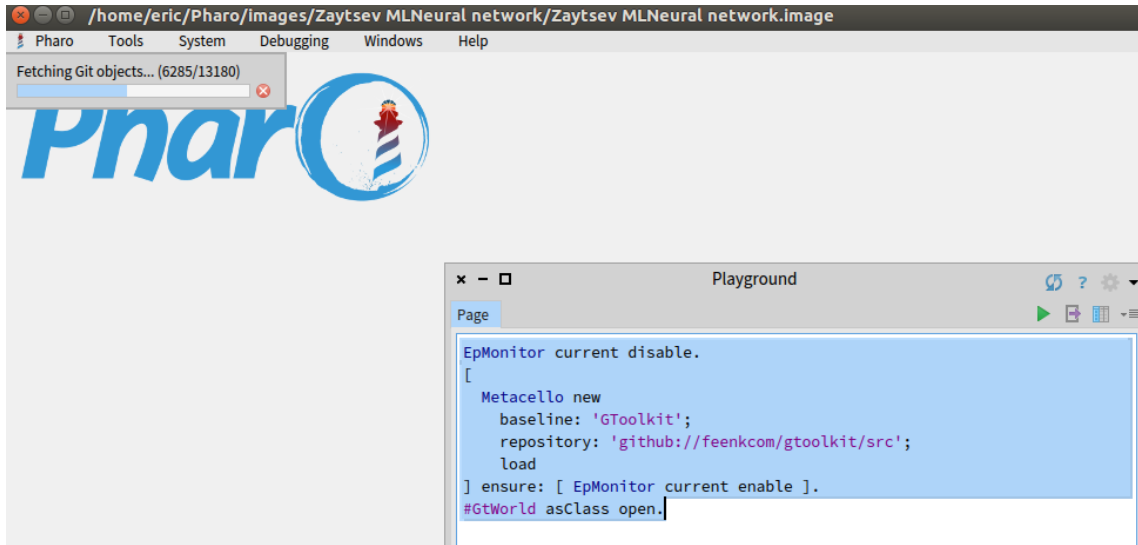 /home/eric/Pharo/images/Zaytsev MLNeural network/Zaytsev MLNeural network.image
Pharo Tools System Debugging Windows Help
Fetching Git objects... (6285/13180)
Pharo
Playground
Page
EpMonitor current disable.
[
Metacello new
baseline: 'GToolkit';
repository: 'github://feenkcom/gtoolkit/src';
load
] ensure: [ EpMonitor current enable ].
#GtWorld asClass open.